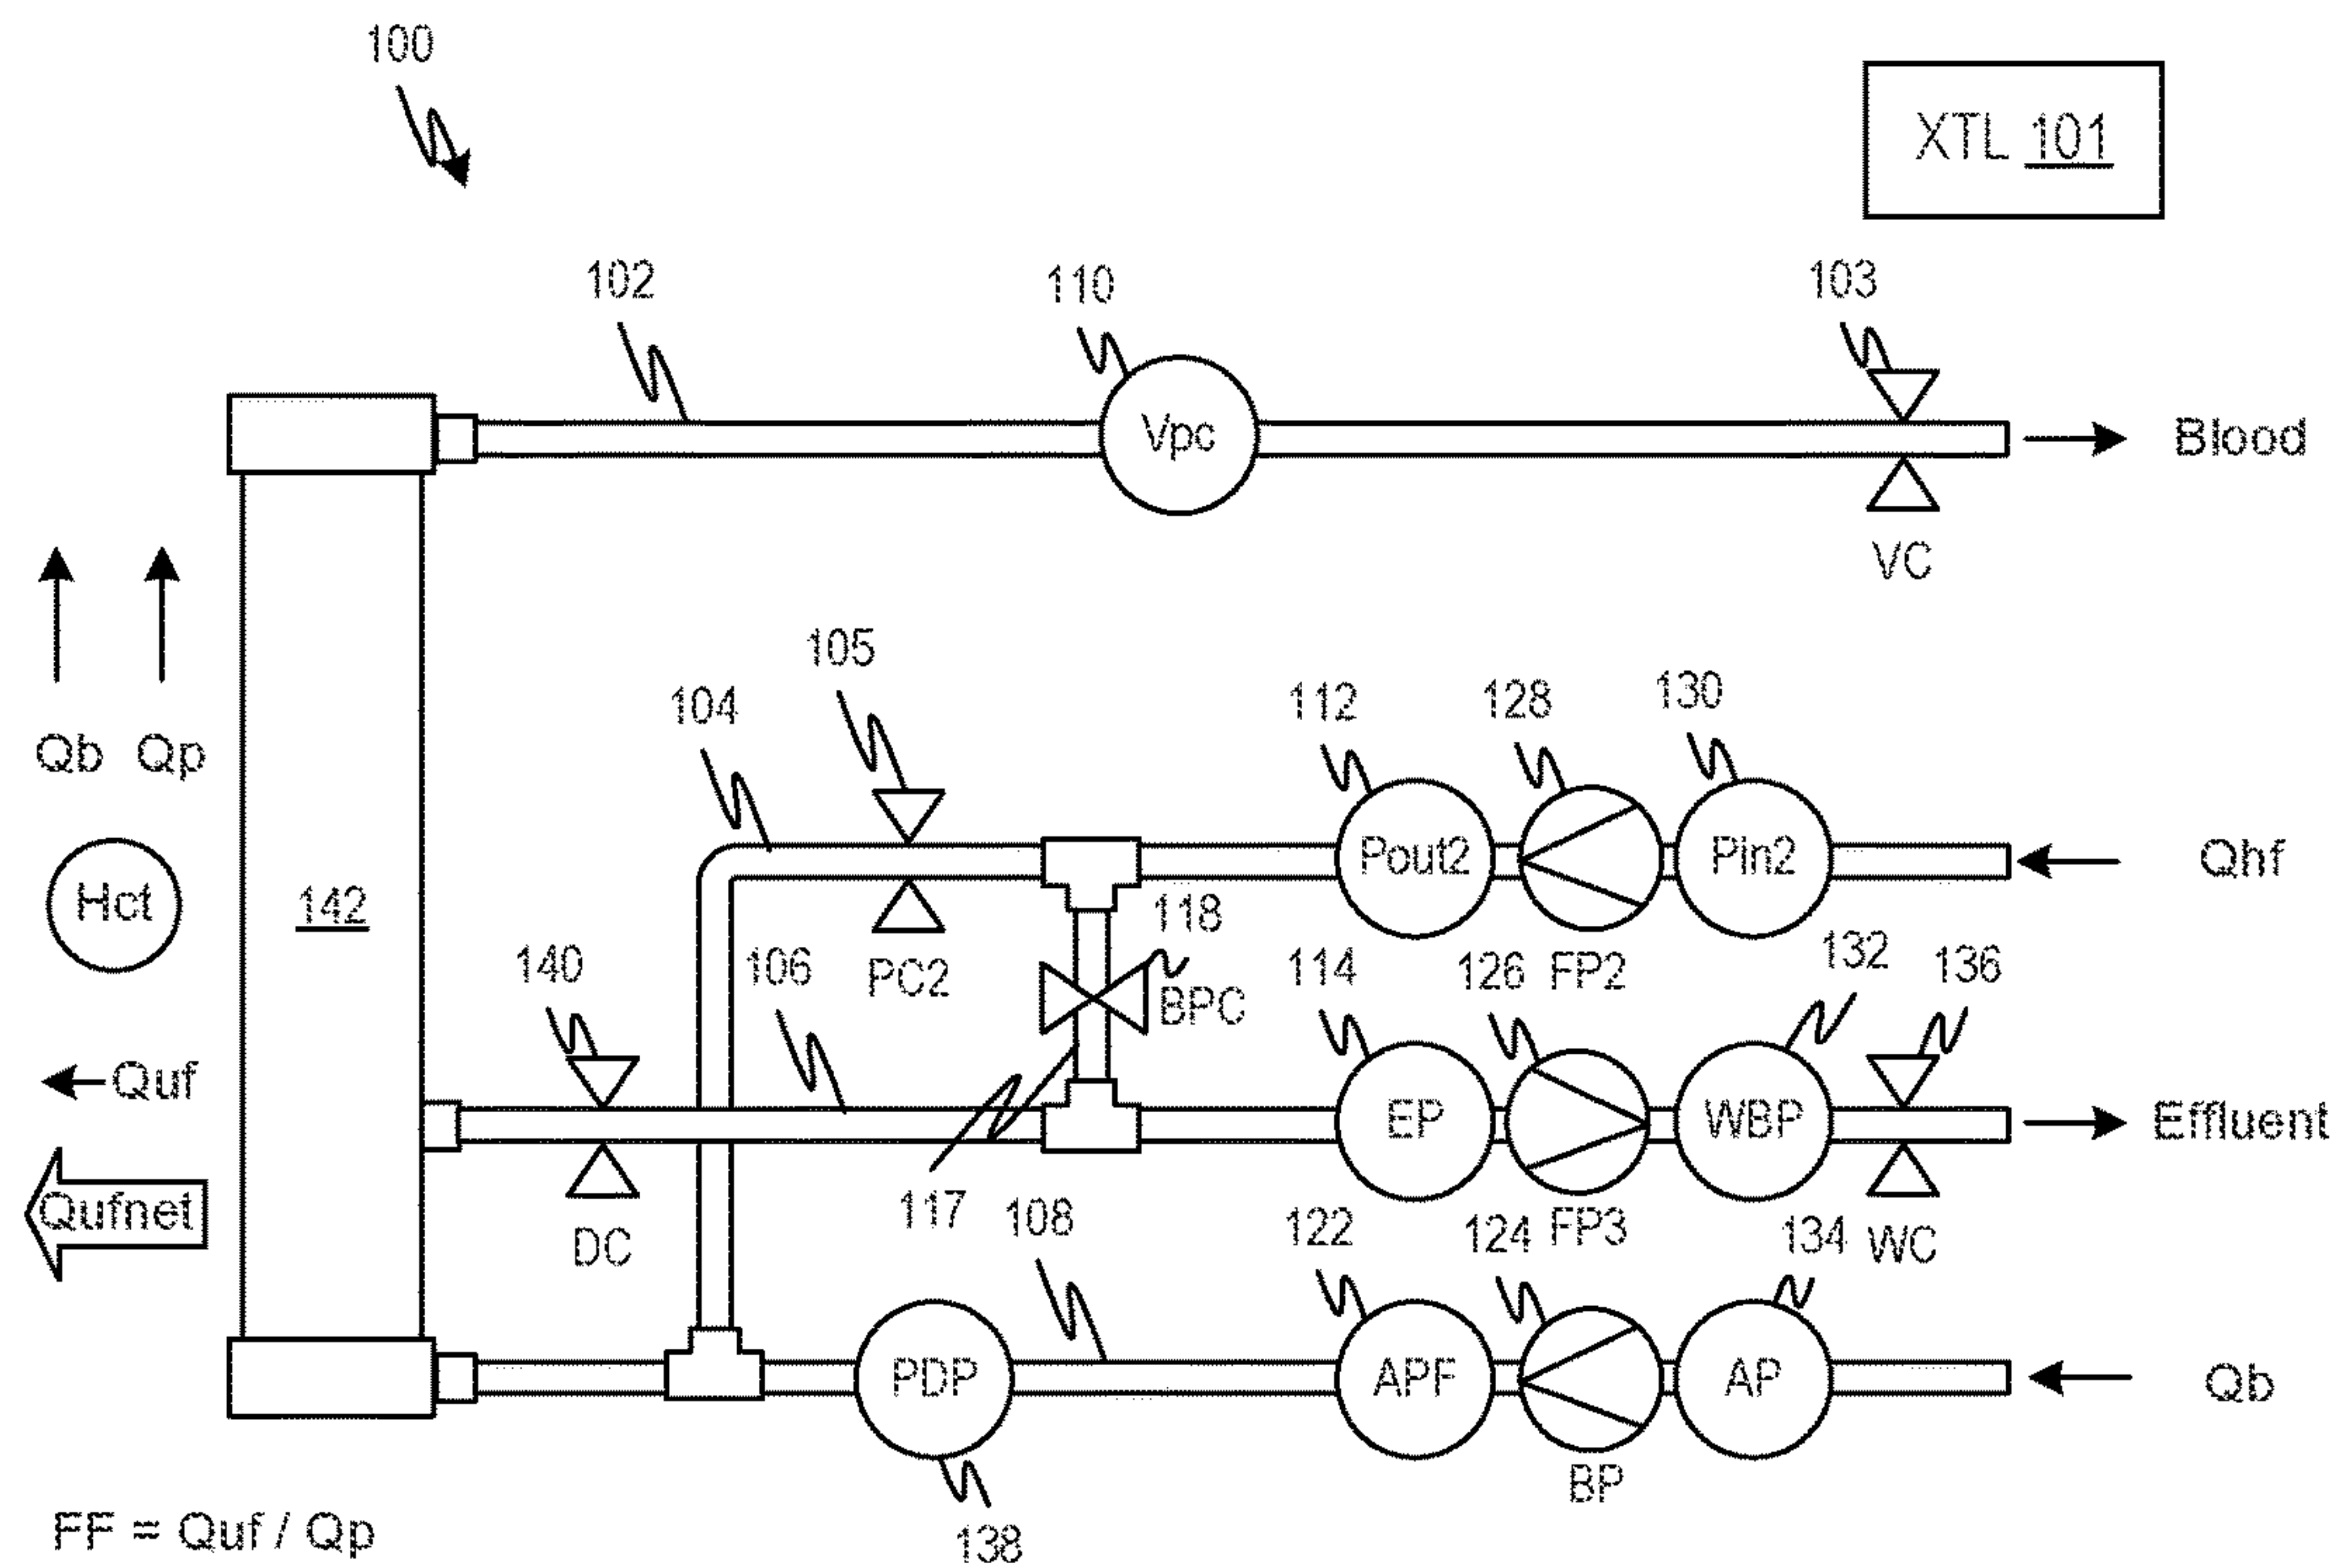 100
XTL 101
102
110
103
Vpc
Blood
VC
105
104
112
128
130
Qb Qp
Pout2
Pin2
Qhf
Hct
142
118
140
106
PC2
BPC
114
126
FP2
132
136
Quf
EP
WBP
Effluent
Qufnet
DC
117
108
122
124
FP3
134
WC
PDP
APF
AP
Qb
BP
FF = Quf / Qp
138